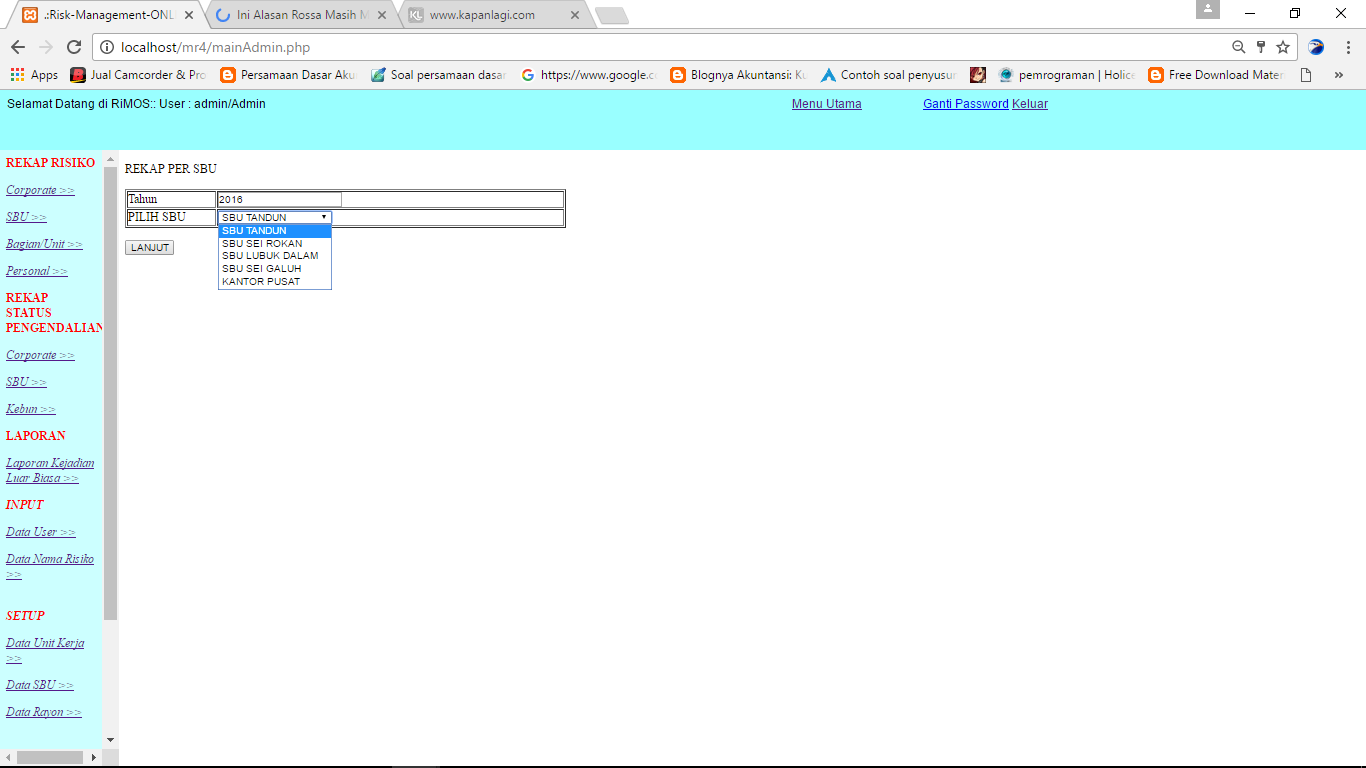 .:Risk-Management-ONL
Ini Alasan Rossa Masih M
KL www.kapanlagi.com
localhost/mr4/mainAdmin.php
Apps
Jual Camcorder & Pro
Persamaan Dasar Aku
Soal persamaan dasar
https://www.google.c
Blognya Akuntansi: Ku
Contoh soal penyusun
pemrograman | Holice
Free Download Mater
»
Selamat Datang di RiMOS:: User : admin/Admin
Menu Utama
Ganti Password Keluar
REKAP RISIKO
Corporate >>
SBU >>
Bagian/Unit >>
Personal >>
REKAP
STATUS
PENGENDALIAN
Corporate >>
SBU >>
Kebun >>
LAPORAN
Laporan Kejadian
Luar Biasa >>
INPUT
Data User >>
Data Nama Risiko
>>
SETUP
Data Unit Kerja
>>
Data SBU >>
Data Rayon >>
REKAP PER SBU
Tahun 2016
PILIH SBU SBU TANDUN
SBU TANDUN
SBU SEI ROKAN
SBU LUBUK DALAM
SBU SEI GALUH
KANTOR PUSAT
LANJUT